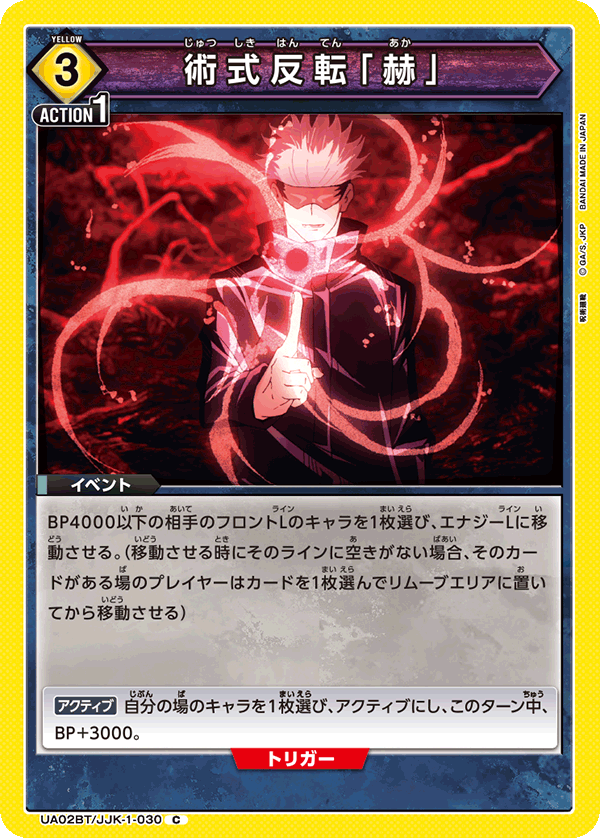 YELLOW
3
じゅつ しき はん てん あか
術式反転「赫」
ACTION 1
BANDAI MADE IN JAPAN
© GA/S, JKP
呪術廻戦
イベント
BP4000以下の相手のフロントLのキャラを1枚選び、エナジーLに移
動させる。(移動させる時にそのラインに空きがない場合、そのカー
ドがある場のプレイヤーはカードを1枚選んでリムーブエリアに置い
てから移動させる)
アクティブ 自分の場のキャラを1枚選び、アクティブにし、このターン中、
BP+3000。
トリガー
UA02BT/JJK-1-030 C